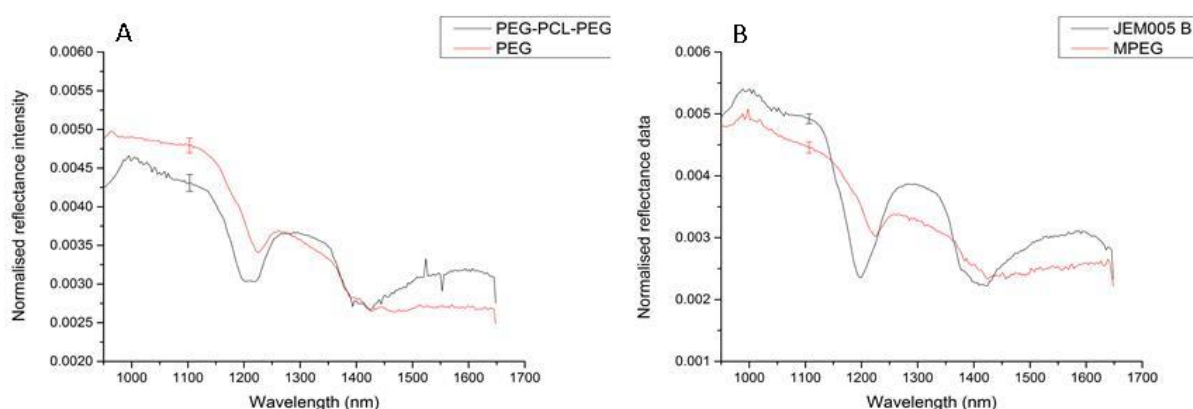 A
PEG-PCL-PEG
PEG
Normalised reflectance intensity
0.0060
0.0055
0.0050
0.0045
0.0040
0.0035
0.0030
0.0025
0.0020
1000 1100 1200 1300 1400 1500 1600 1700
Wavelength (nm)
B
JEM005 B
MPEG
Normalised reflectance data
0.006
0.005
0.004
0.003
0.002
0.001
1000 1100 1200 1300 1400 1500 1600 1700
Wavelength (nm)